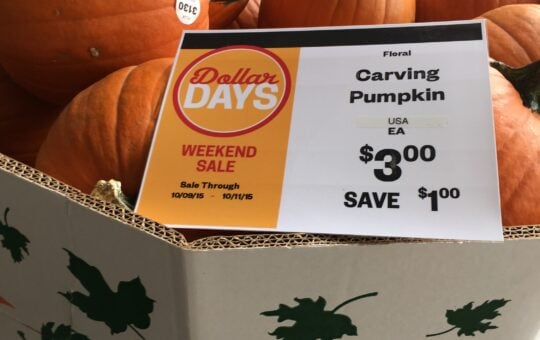 3130
Dollar
DAYS
WEEKEND
SALE
Sale Through
10/09/15 - 10/11/15
Floral
Carving
Pumpkin
USA
EA
$3.00
SAVE $1.00